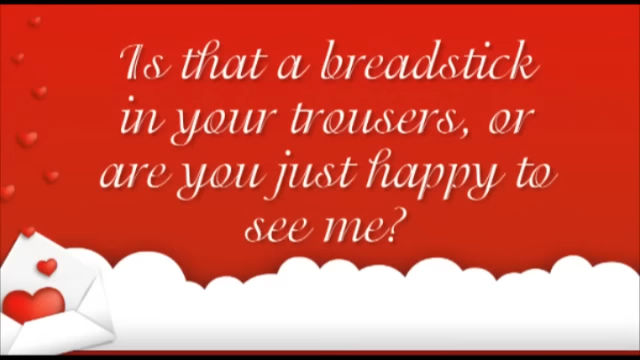 Is that a breadstick
in your trousers, or
are you just happy to
see me?